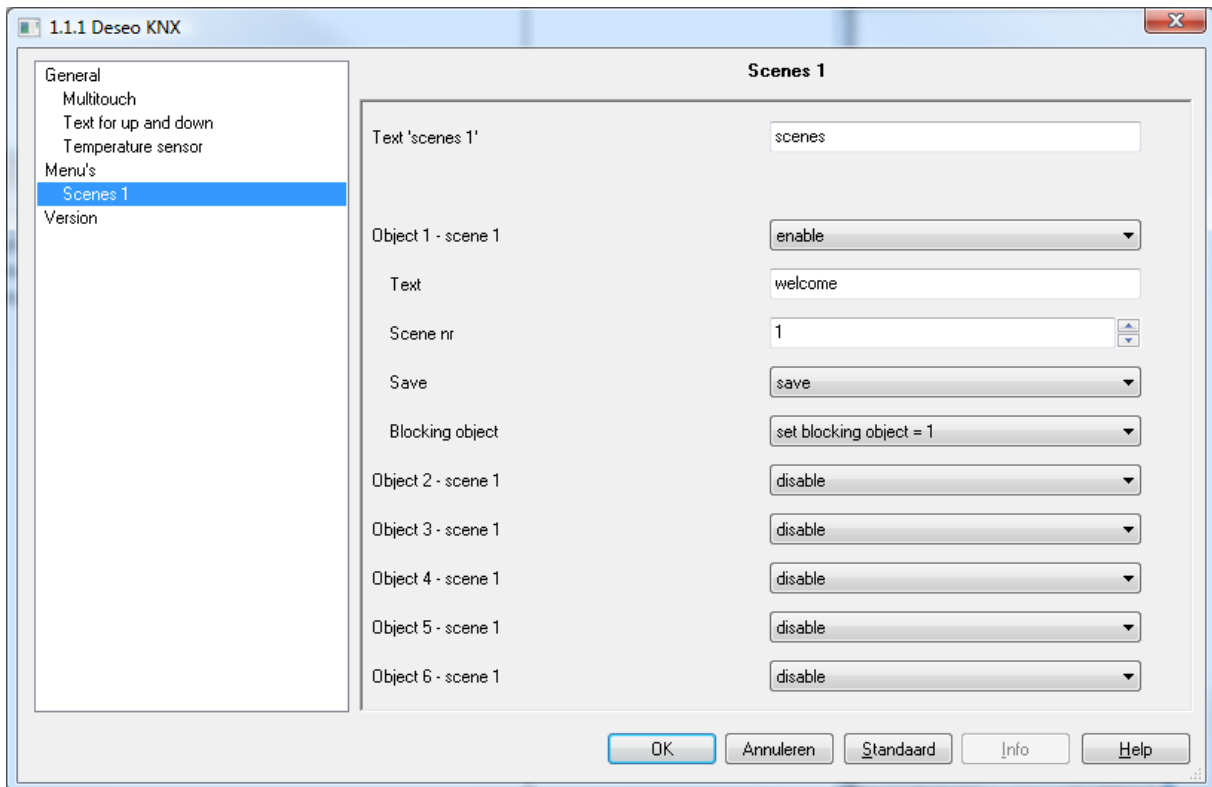 1.1.1 Deseo KNX
General
Multitouch
Text for up and down
Temperature sensor
Menu's
Scenes 1
Version
Scenes 1
Text 'scenes 1' scenes
Object 1 - scene 1 enable
Text welcome
Scene nr 1
Save save
Blocking object set blocking object = 1
Object 2 - scene 1 disable
Object 3 - scene 1 disable
Object 4 - scene 1 disable
Object 5 - scene 1 disable
Object 6 - scene 1 disable
OK Annuleren Standaard Info Help